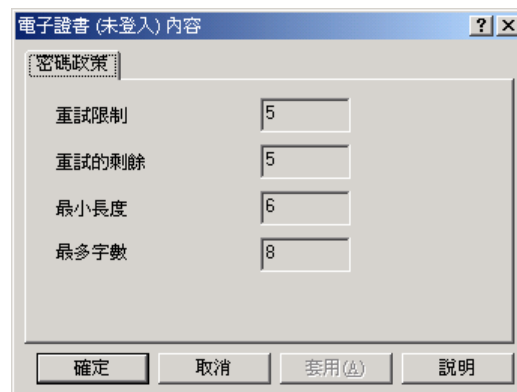 電子證書 (未登入) 內容
密碼政策
重試限制 5
重試的剩餘 5
最小長度 6
最多字數 8
確定 取消 套用(A) 說明